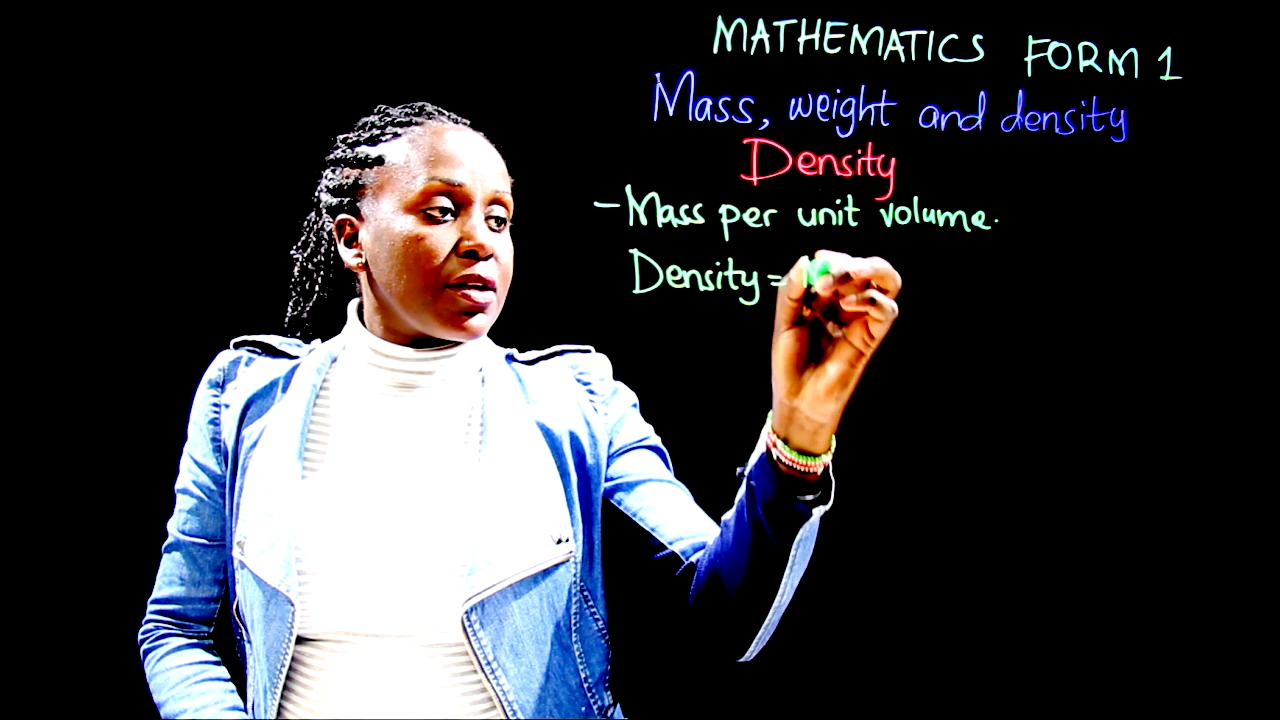 MATHEMATICS FORM 1
Mass, weight and density
Density
- Mass per unit volume.
Density =